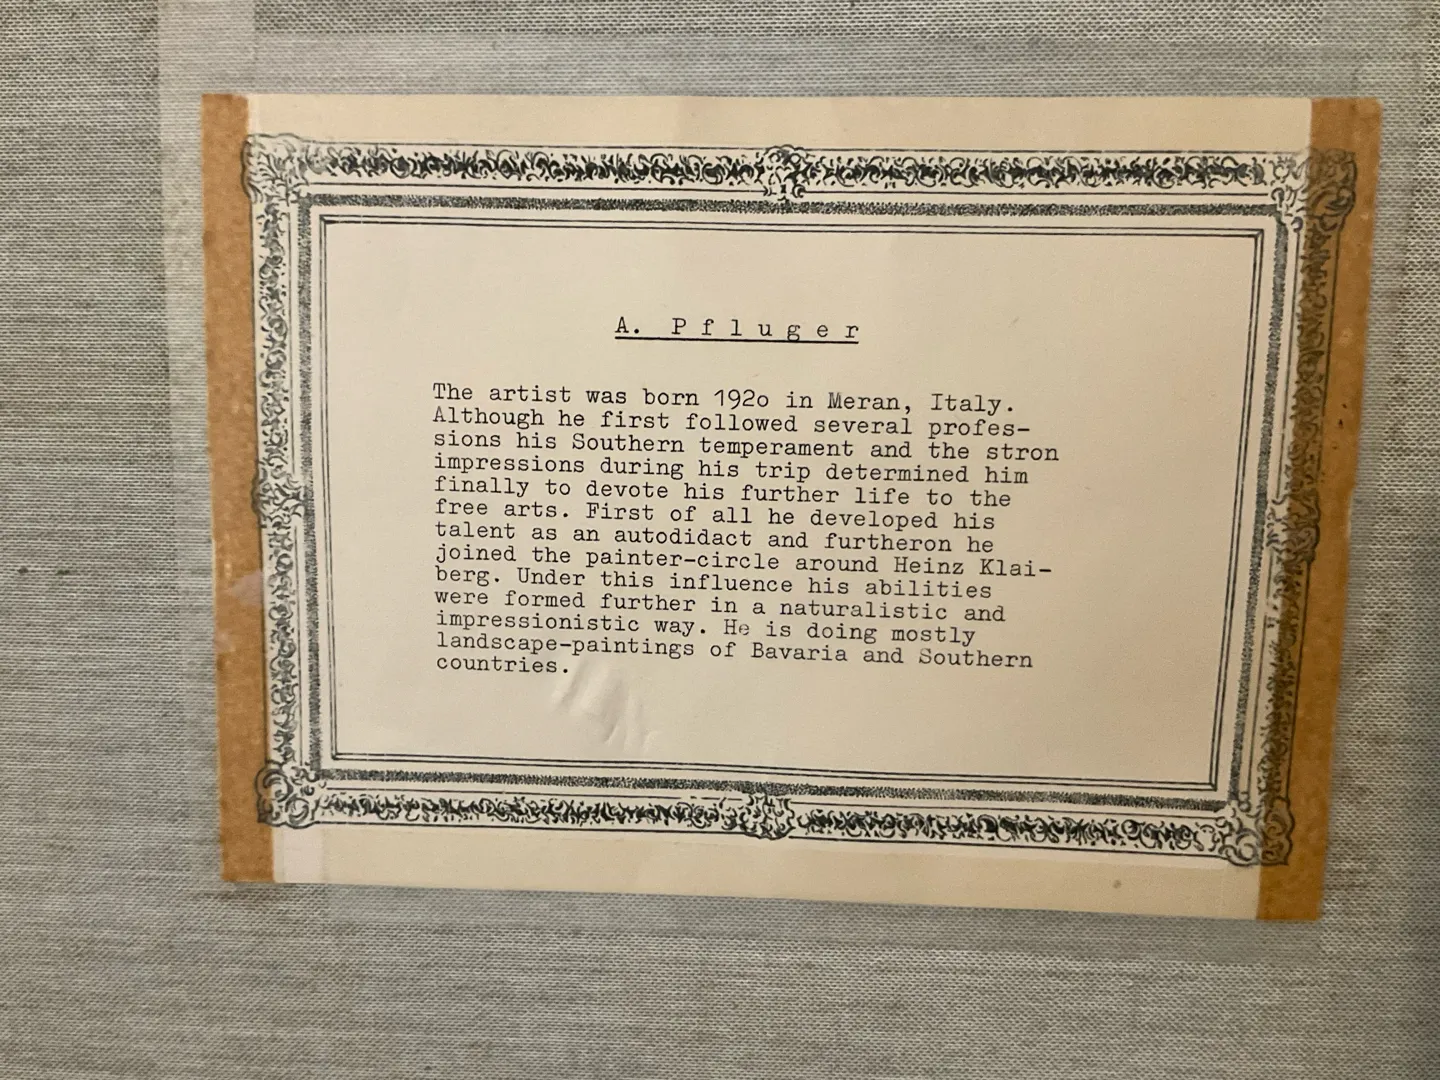 A. Pfluger
The artist was born 192o in Meran, Italy.
Although he first followed several profes-
sions his Southern temperament and the stron
impressions during his trip determined him
finally to devote his further life to the
free arts. First of all he developed his
talent as an autodidact and furtheron he
joined the painter-circle around Heinz Klai-
berg. Under this influence his abilities
were formed further in a naturalistic and
impressionistic way. He is doing mostly
landscape-paintings of Bavaria and Southern
countries.